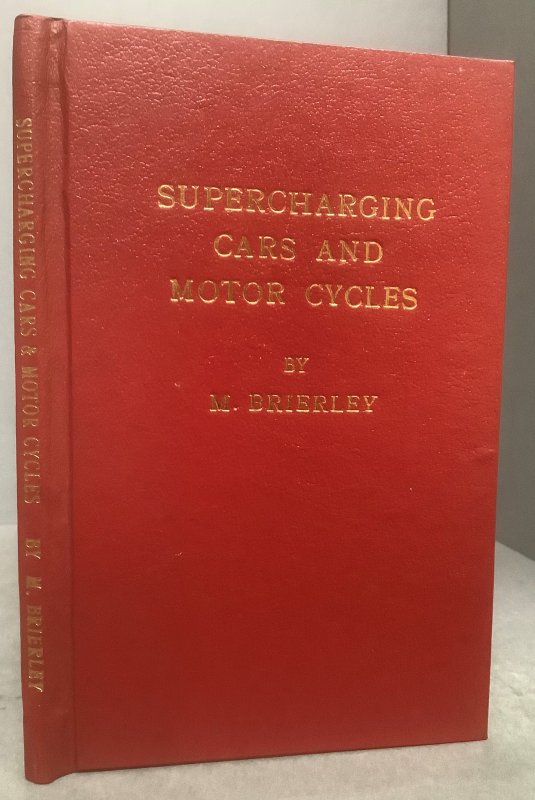 SUPERCHARGING
CARS AND
MOTOR CYCLES
BY
M. BRIERLEY
SUPERCHARGING CARS & MOTOR CYCLES BY M. BRIERLEY